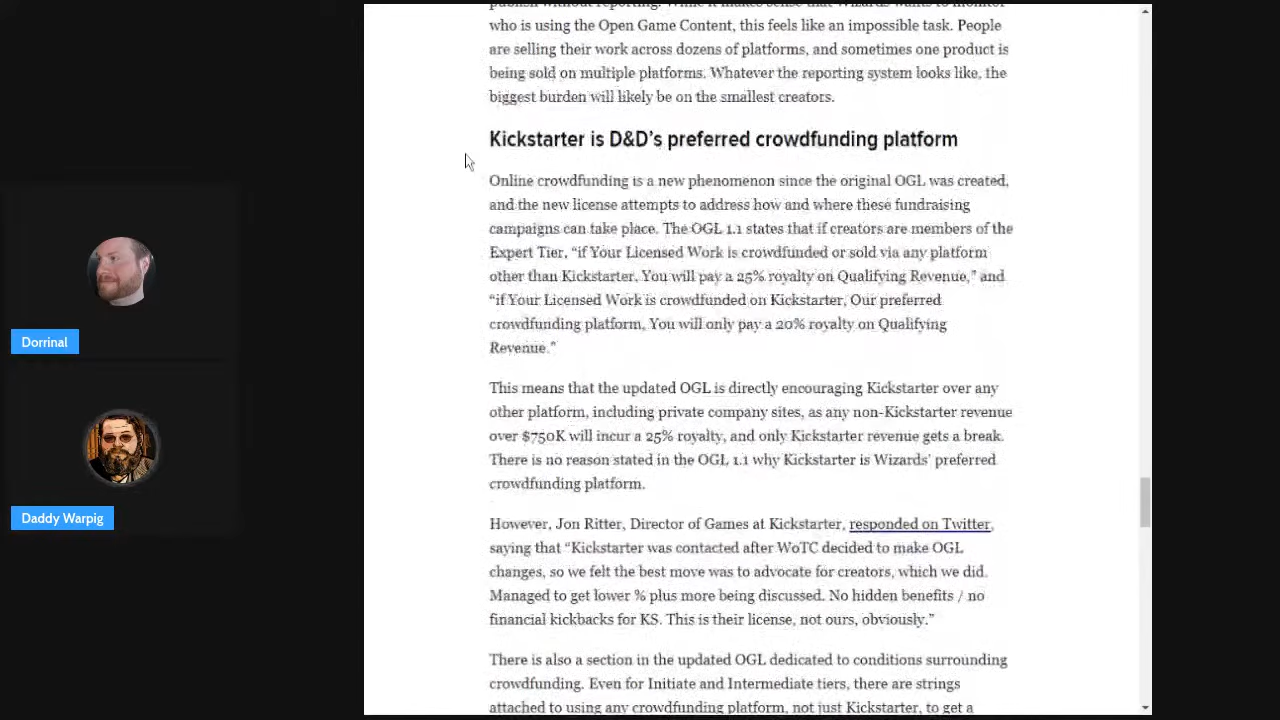 publish without reporting. While it makes sense that Wizards wants to monitor
who is using the Open Game Content, this feels like an impossible task. People
are selling their work across dozens of platforms, and sometimes one product is
being sold on multiple platforms. Whatever the reporting system looks like, the
biggest burden will likely be on the smallest creators.
Kickstarter is D&D’s preferred crowdfunding platform
Online crowdfunding is a new phenomenon since the original OGL was created,
and the new license attempts to address how and where these fundraising
campaigns can take place. The OGL 1.1 states that if creators are members of the
Expert Tier, “if Your Licensed Work is crowdfunded or sold via any platform
other than Kickstarter, You will pay a 25% royalty on Qualifying Revenue,” and
“if Your Licensed Work is crowdfunded on Kickstarter, Our preferred
crowdfunding platform, You will only pay a 20% royalty on Qualifying
Revenue.”
This means that the updated OGL is directly encouraging Kickstarter over any
other platform, including private company sites, as any non-Kickstarter revenue
over $750K will incur a 25% royalty, and only Kickstarter revenue gets a break.
There is no reason stated in the OGL 1.1 why Kickstarter is Wizards’ preferred
crowdfunding platform.
However, Jon Ritter, Director of Games at Kickstarter, responded on Twitter,
saying that “Kickstarter was contacted after WoTC decided to make OGL
changes, so we felt the best move was to advocate for creators, which we did.
Managed to get lower % plus more being discussed. No hidden benefits / no
financial kickbacks for KS. This is their license, not ours, obviously.”
There is also a section in the updated OGL dedicated to conditions surrounding
crowdfunding. Even for Initiate and Intermediate tiers, there are strings
attached to using any crowdfunding platform, not just Kickstarter, to get a
Dorrinal
Daddy Warpig